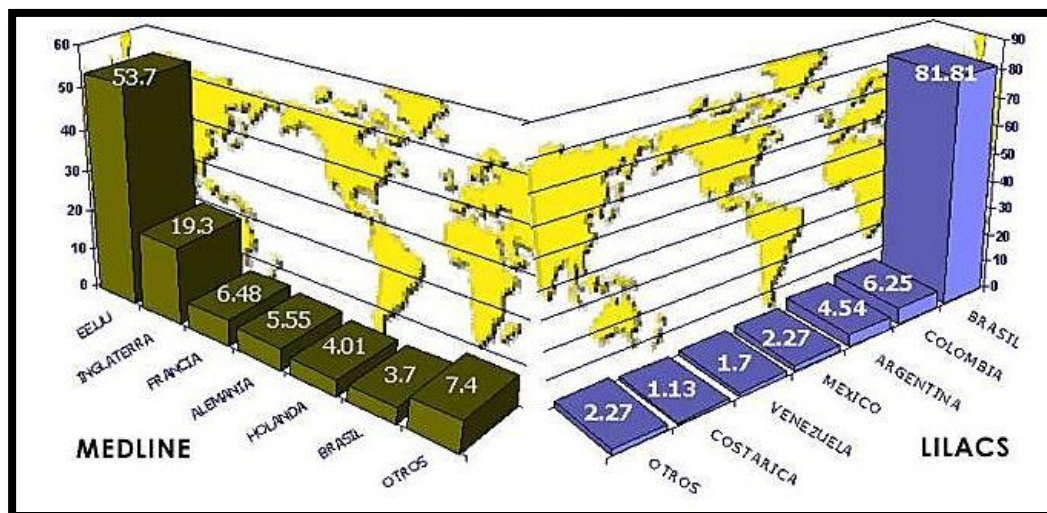 60
50
40
30
20
10
0
53.7
19.3
6.48
5.55
4.01
3.7
7.4
EEUU
INGLATERRA
FRANCIA
ALEMANIA
HOLANDA
BRASIL
OTROS
MEDLINE
90
80
70
60
50
40
30
20
10
0
81.81
6.25
4.54
2.27
1.7
1.13
2.27
BRASIL
COLOMBIA
ARGENTINA
MEXICO
VENEZUELA
COSTARICA
OTROS
LILACS